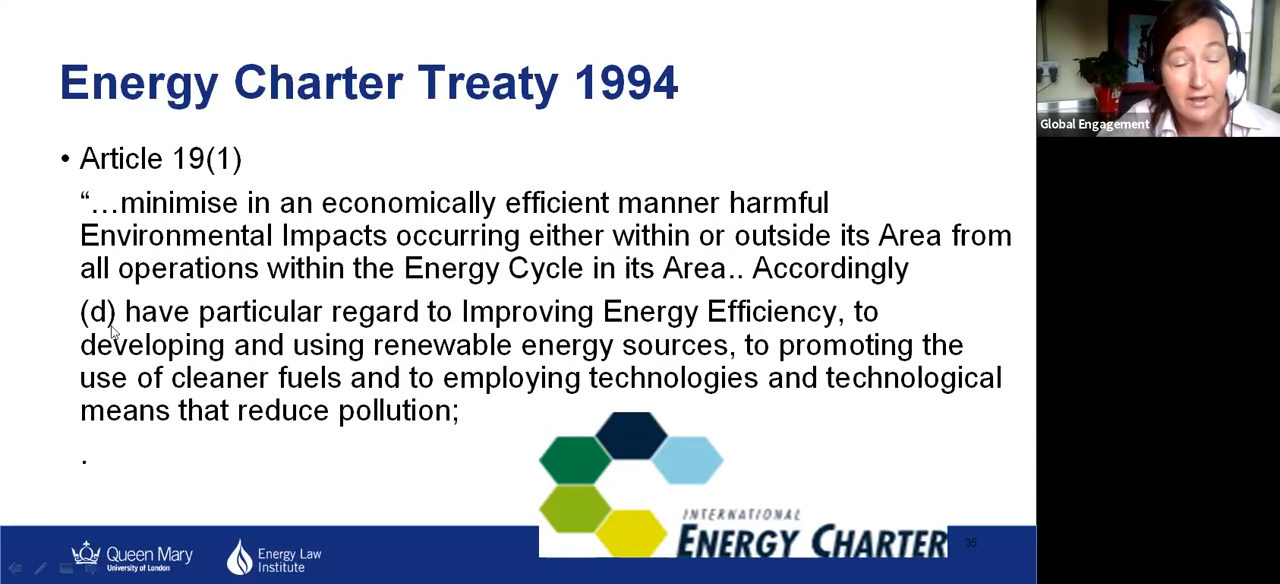 Energy Charter Treaty 1994
• Article 19(1)
“…minimise in an economically efficient manner harmful
Environmental Impacts occurring either within or outside its Area from
all operations within the Energy Cycle in its Area.. Accordingly
(d) have particular regard to Improving Energy Efficiency, to
developing and using renewable energy sources, to promoting the
use of cleaner fuels and to employing technologies and technological
means that reduce pollution;
.
INTERNATIONAL
ENERGY CHARTER
35
Queen Mary
University of London
Energy Law
Institute
Global Engagement